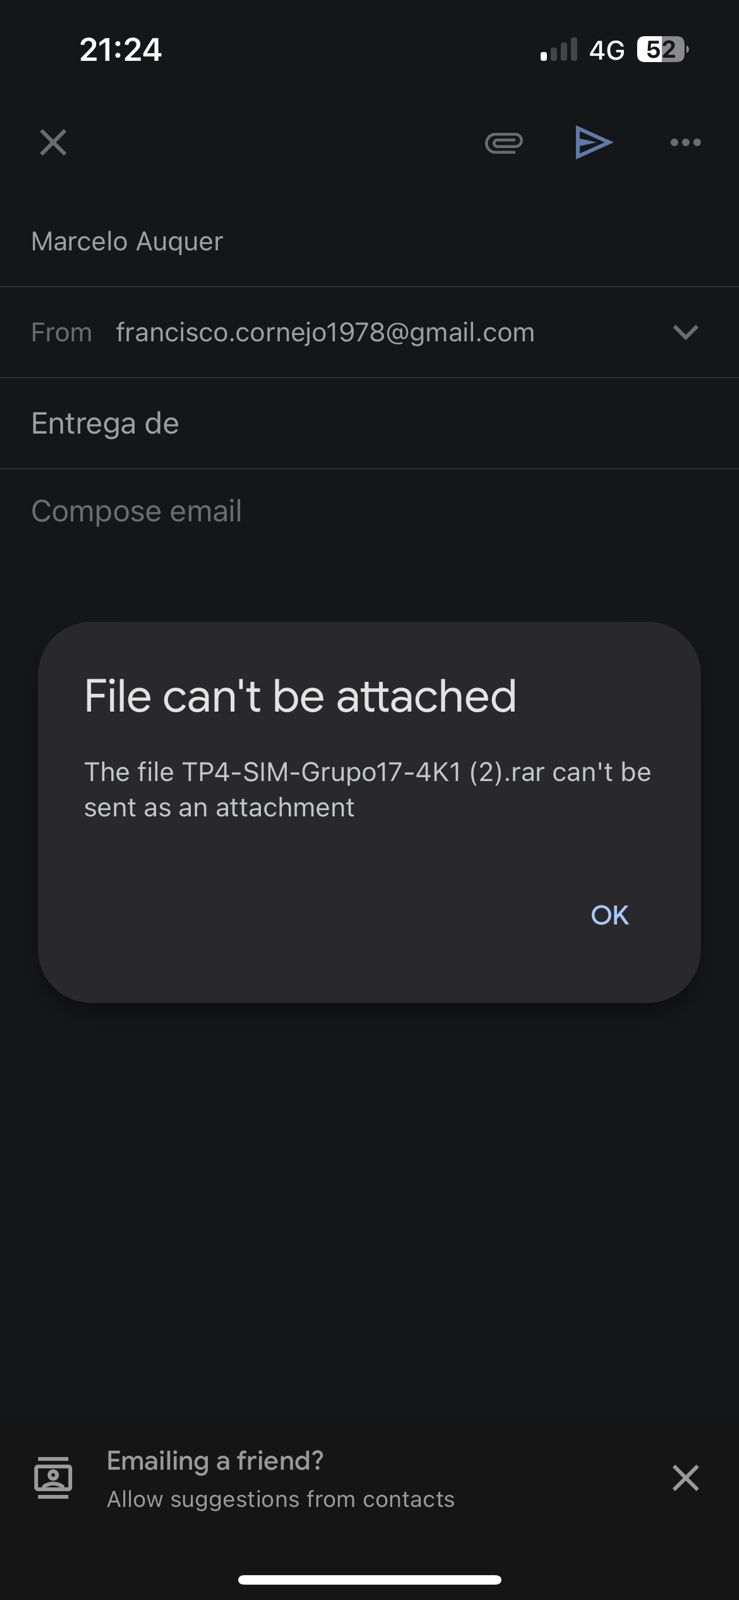 21:24
4G
52
Marcelo Auquer
From francisco.cornejo1978@gmail.com
Entrega de
Compose email
File can't be attached
The file TP4-SIM-Grupo17-4K1 (2).rar can't be
sent as an attachment
OK
Emailing a friend?
Allow suggestions from contacts